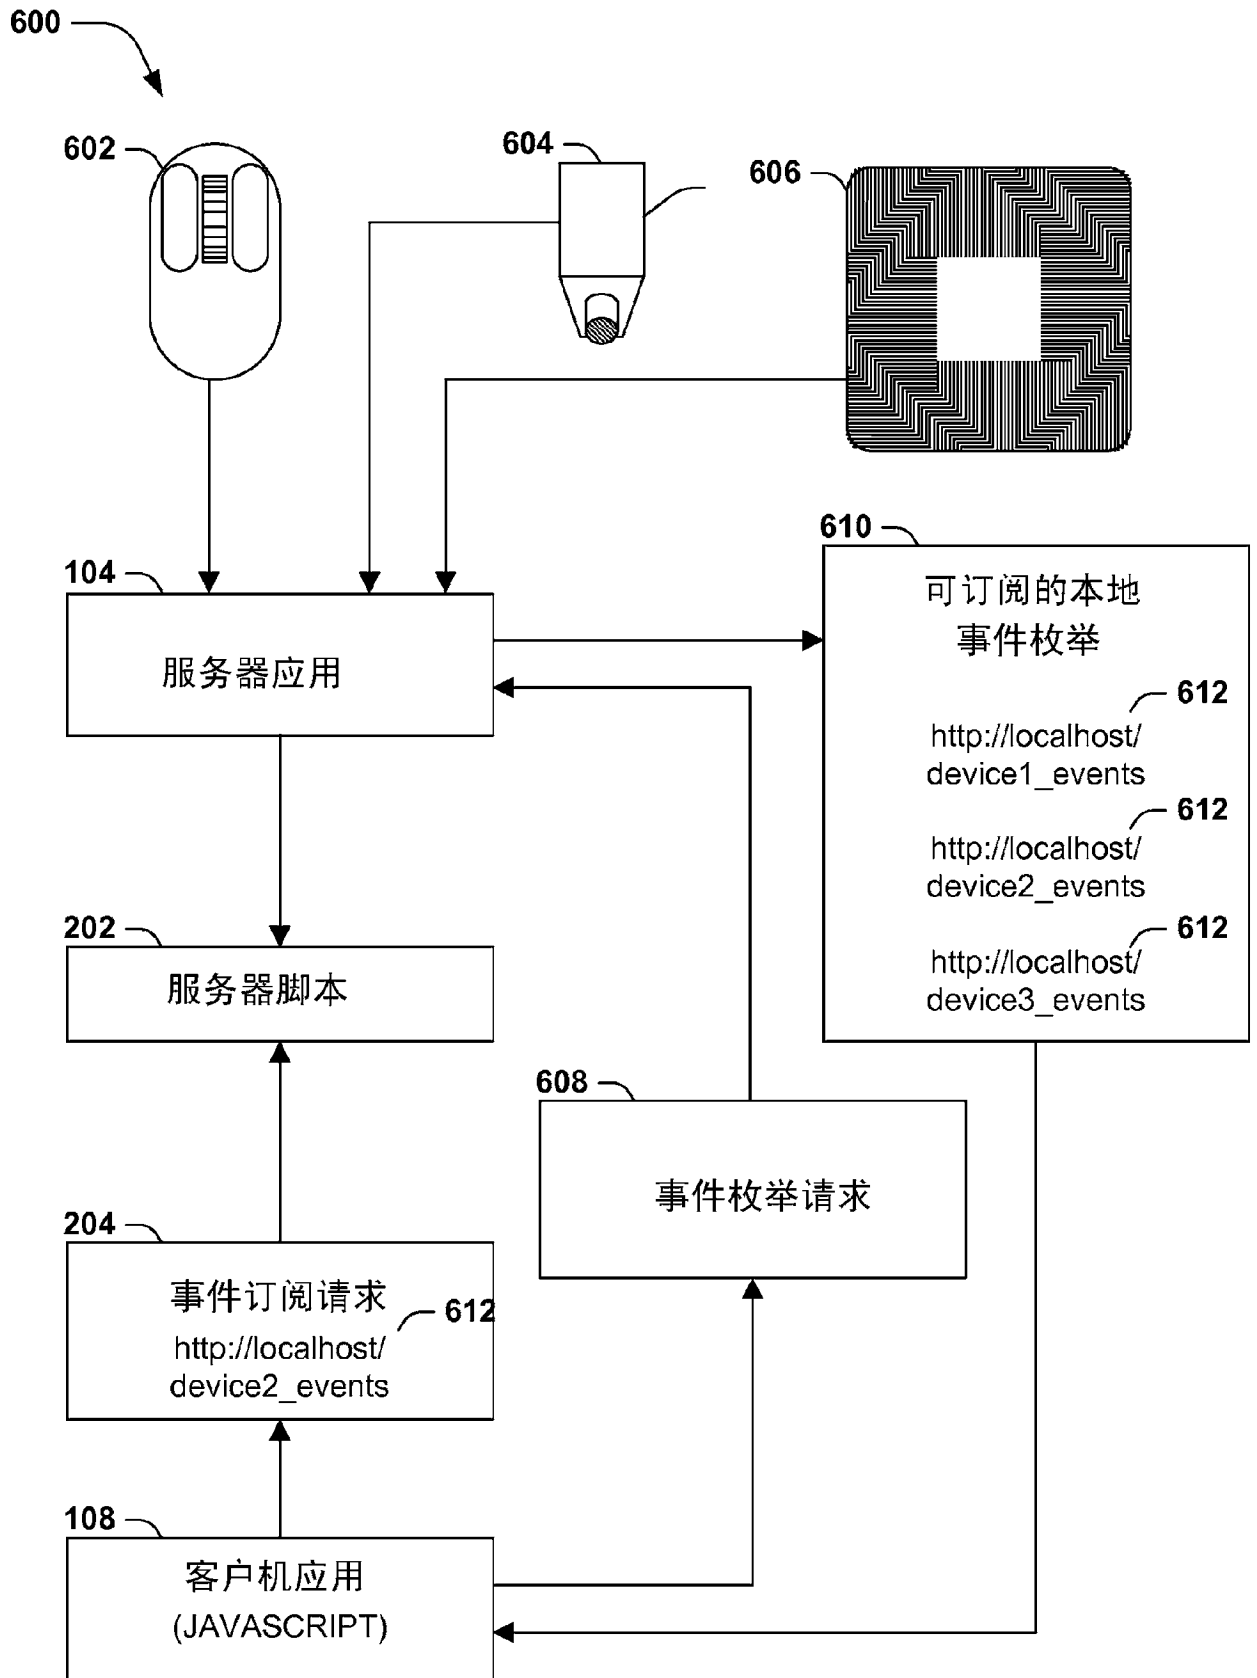 600
602
604
606
104
服务器应用
610
可订阅的本地
事件枚举
612
http://localhost/
device1_events
612
http://localhost/
device2_events
612
http://localhost/
device3_events
202
服务器脚本
608
事件枚举请求
204
事件订阅请求
612
http://localhost/
device2_events
108
客户机应用
(JAVASCRIPT)